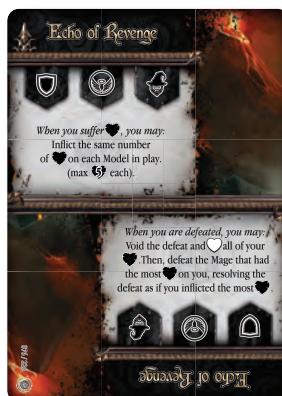 Echo of Revenge
When you suffer , you may:
Inflict the same number
of on each Model in play.
(max 5 each).
When you are defeated, you may:
Void the defeat and all of your
. Then, defeat the Mage that had
the most on you, resolving the
defeat as if you inflicted the most .
Echo of Revenge